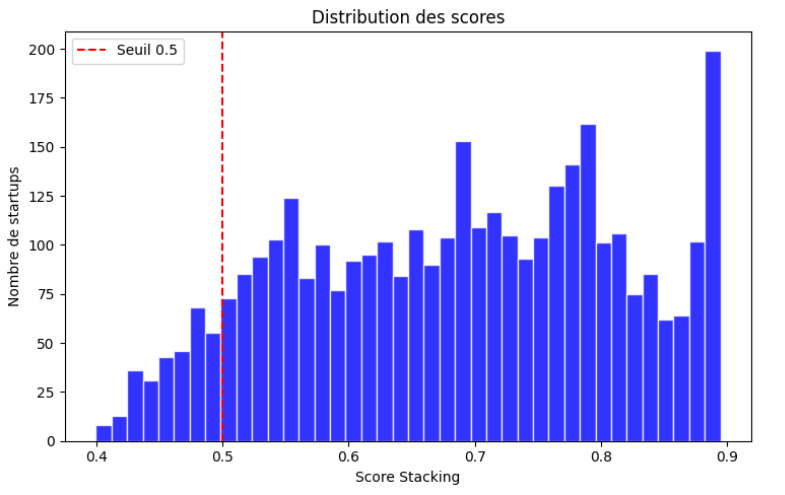 Distribution des scores
Seuil 0.5
200
175
150
125
100
75
50
25
0
Nombre de startups
0.4 0.5 0.6 0.7 0.8 0.9
Score Stacking